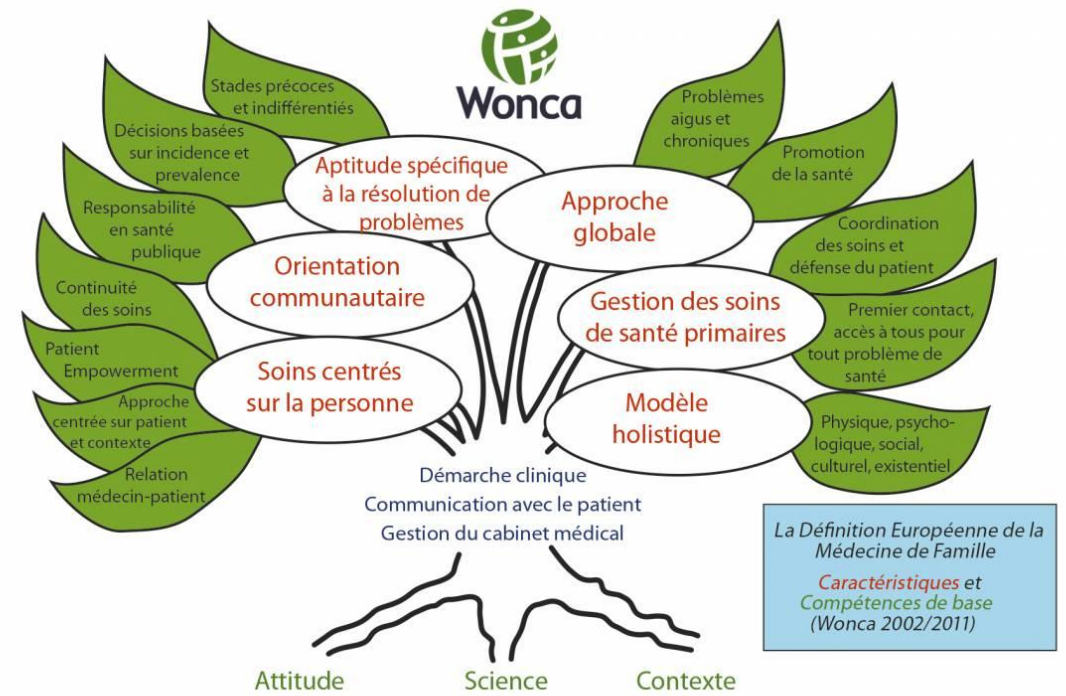 Wonca
Stades précoces
et indifférentiés
Décisions basées
sur incidence et
prevalence
Responsabilité
en santé
publique
Continuité
des soins
Patient
Empowerment
Approche
centrée sur patient
et contexte
Relation
médecin-patient
Aptitude spécifique
à la résolution de
problèmes
Orientation
communautaire
Soins centrés
sur la personne
Approche
globale
Gestion des soins
de santé primaires
Modèle
holistique
Problèmes
aigus et
chroniques
Promotion
de la santé
Coordination
des soins et
défense du patient
Premier contact,
accès à tous pour
tout problème de
santé
Physique, psycho-
logique, social,
culturel, existentiel
Démarche clinique
Communication avec le patient
Gestion du cabinet médical
La Définition Européenne de la
Médecine de Famille
Caractéristiques et
Compétences de base
(Wonca 2002/2011)
Attitude
Science
Contexte